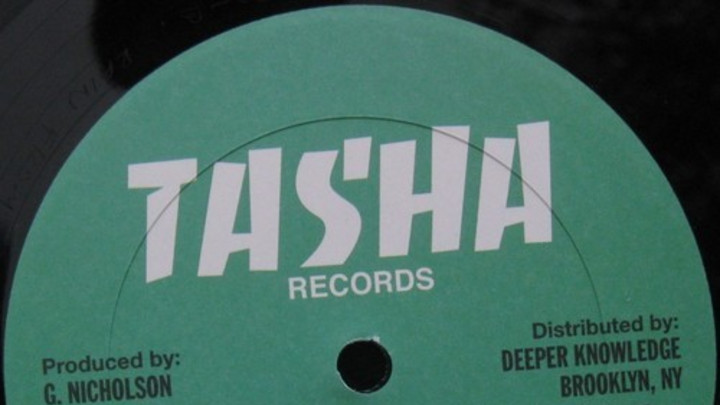 TASHA
RECORDS
Produced by:
G. NICHOLSON
Distributed by:
DEEPER KNOWLEDGE
BROOKLYN, NY